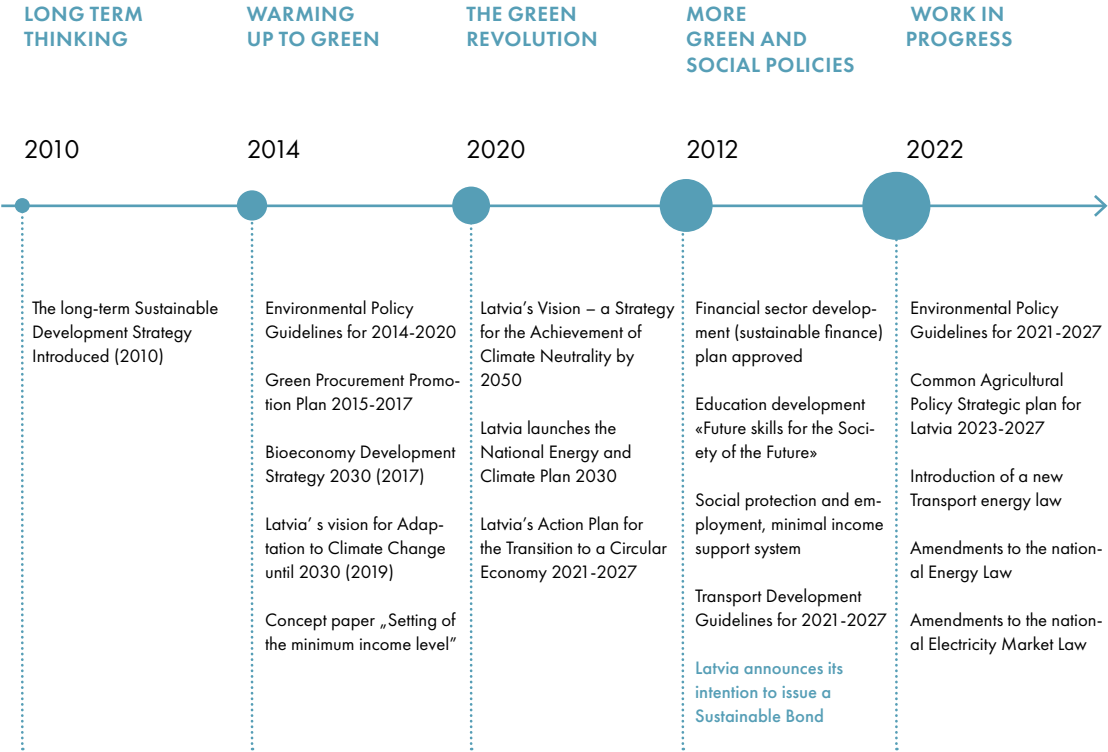 LONG TERM
THINKING
WARMING
UP TO GREEN
THE GREEN
REVOLUTION
MORE
GREEN AND
SOCIAL POLICIES
WORK IN
PROGRESS
2010
2014
2020
2012
2022
The long-term Sustainable
Development Strategy
Introduced (2010)
Environmental Policy
Guidelines for 2014-2020
Green Procurement Promo-
tion Plan 2015-2017
Bioeconomy Development
Strategy 2030 (2017)
Latvia' s vision for Adap-
tation to Climate Change
until 2030 (2019)
Concept paper „Setting of
the minimum income level”
Latvia's Vision – a Strategy
for the Achievement of
Climate Neutrality by
2050
Latvia launches the
National Energy and
Climate Plan 2030
Latvia's Action Plan for
the Transition to a Circular
Economy 2021-2027
Financial sector develop-
ment (sustainable finance)
plan approved
Education development
«Future skills for the Soci-
ety of the Future»
Social protection and em-
ployment, minimal income
support system
Transport Development
Guidelines for 2021-2027
Latvia announces its
intention to issue a
Sustainable Bond
Environmental Policy
Guidelines for 2021-2027
Common Agricultural
Policy Strategic plan for
Latvia 2023-2027
Introduction of a new
Transport energy law
Amendments to the nation-
al Energy Law
Amendments to the nation-
al Electricity Market Law